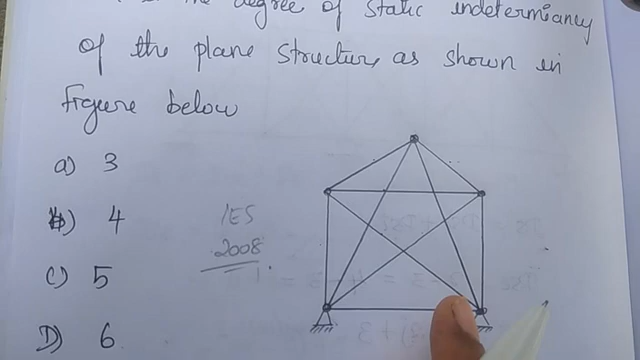 the degree of static indeterminancy
of the plane structure, as shown in
Figure below
a) 3
b) 4
c) 5
D) 6
IES
2008